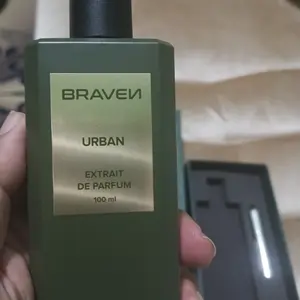 BRAVEN
URBAN
EXTRAIT
DE PARFUM
100 ml